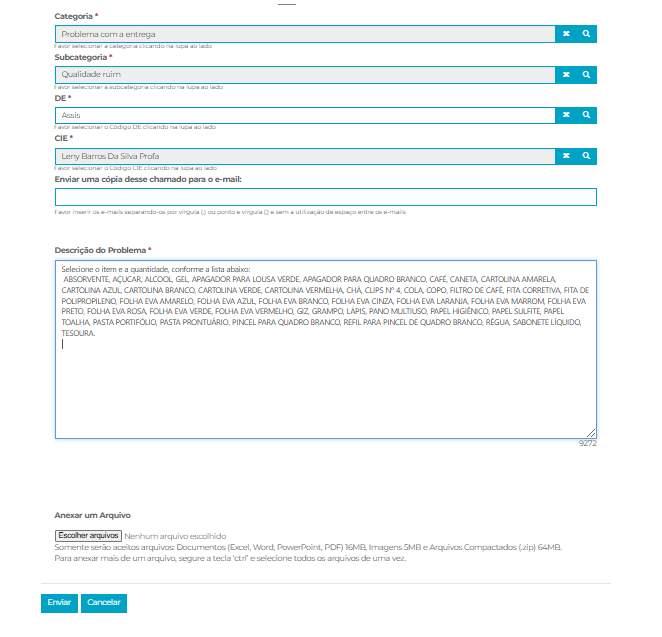 Categoria *
Problema com a entrega
Favor selecionar a categoria clicando na lupa ao lado
Subcategoria *
Qualidade ruim
Favor selecionar a subcategoria clicando na lupa ao lado
DE *
Assis
Favor selecionar o Código DE clicando na lupa ao lado
CIE *
Leny Barros Da Silva Profa
Favor selecionar o Código CIE clicando na lupa ao lado
Enviar uma cópia desse chamado para o e-mail:
Favor inserir os e-mails separando-os por vírgula (,) ou ponto e vírgula (;) e sem a utilização de espaço entre os e-mails
Descrição do Problema *
Selecione o item e a quantidade, conforme a lista abaixo:
ABSORVENTE, AÇUCAR, ALCOOL, GEL, APAGADOR PARA LOUSA VERDE, APAGADOR PARA QUADRO BRANCO, CAFÉ, CANETA, CARTOLINA AMARELA,
CARTOLINA AZUL, CARTOLINA BRANCO, CARTOLINA VERDE, CARTOLINA VERMELHA, CHÁ, CLIPS Nº 4, COLA, COPO, FILTRO DE CAFÉ, FITA CORRETIVA, FITA DE
POLIPROPILENO, FOLHA EVA AMARELO, FOLHA EVA AZUL, FOLHA EVA BRANCO, FOLHA EVA CINZA, FOLHA EVA LARANJA, FOLHA EVA MARROM, FOLHA EVA
PRETO, FOLHA EVA ROSA, FOLHA EVA VERDE, FOLHA EVA VERMELHO, GIZ, GRAMPO, LÁPIS, PANO MULTIUSO, PAPEL HIGIÊNICO, PAPEL SULFITE, PAPEL
TOALHA, PASTA PORTIFÓLIO, PASTA PRONTUÁRIO, PINCEL PARA QUADRO BRANCO, REFIL PARA PINCEL DE QUADRO BRANCO, RÉGUA, SABONETE LÍQUIDO,
TESOURA.
9272
Anexar um Arquivo
Escolher arquivos Nenhum arquivo escolhido
Somente serão aceitos arquivos: Documentos (Excel, Word, PowerPoint, PDF) 16MB, Imagens 5MB e Arquivos Compactados (.zip) 64MB.
Para anexar mais de um arquivo, segure a tecla 'ctrl' e selecione todos os arquivos de uma vez.
Enviar Cancelar